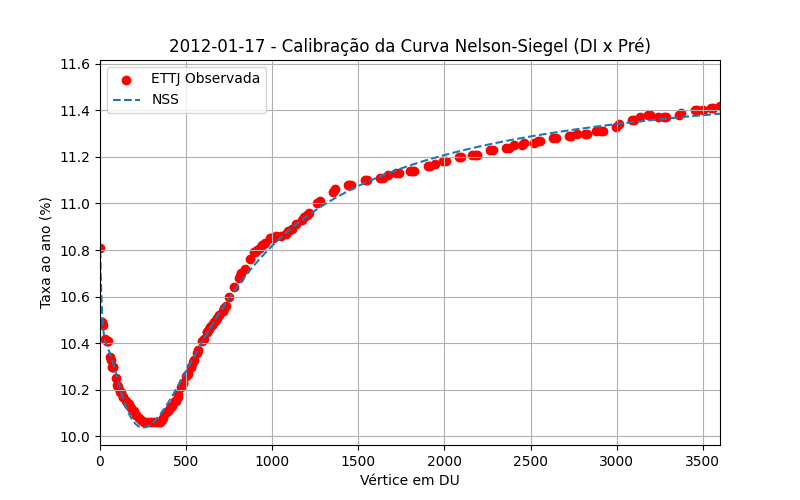 2012-01-17 - Calibração da Curva Nelson-Siegel (DI x Pré)
ETTJ Observada
NSS
Taxa ao ano (%)
11.6
11.4
11.2
11.0
10.8
10.6
10.4
10.2
10.0
0 500 1000 1500 2000 2500 3000 3500
Vértice em DU